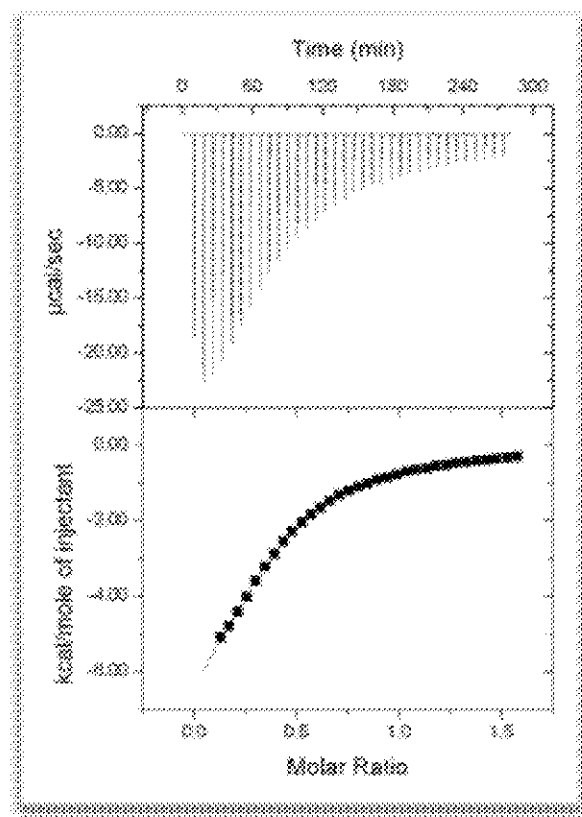 Time (min)
0 60 120 180 240 300
0.00
-5.00
-10.00
-15.00
-20.00
-25.00
µcal/sec
0.00
-2.00
-4.00
-6.00
kcal/mole of injectant
0.0 0.5 1.0 1.5
Molar Ratio